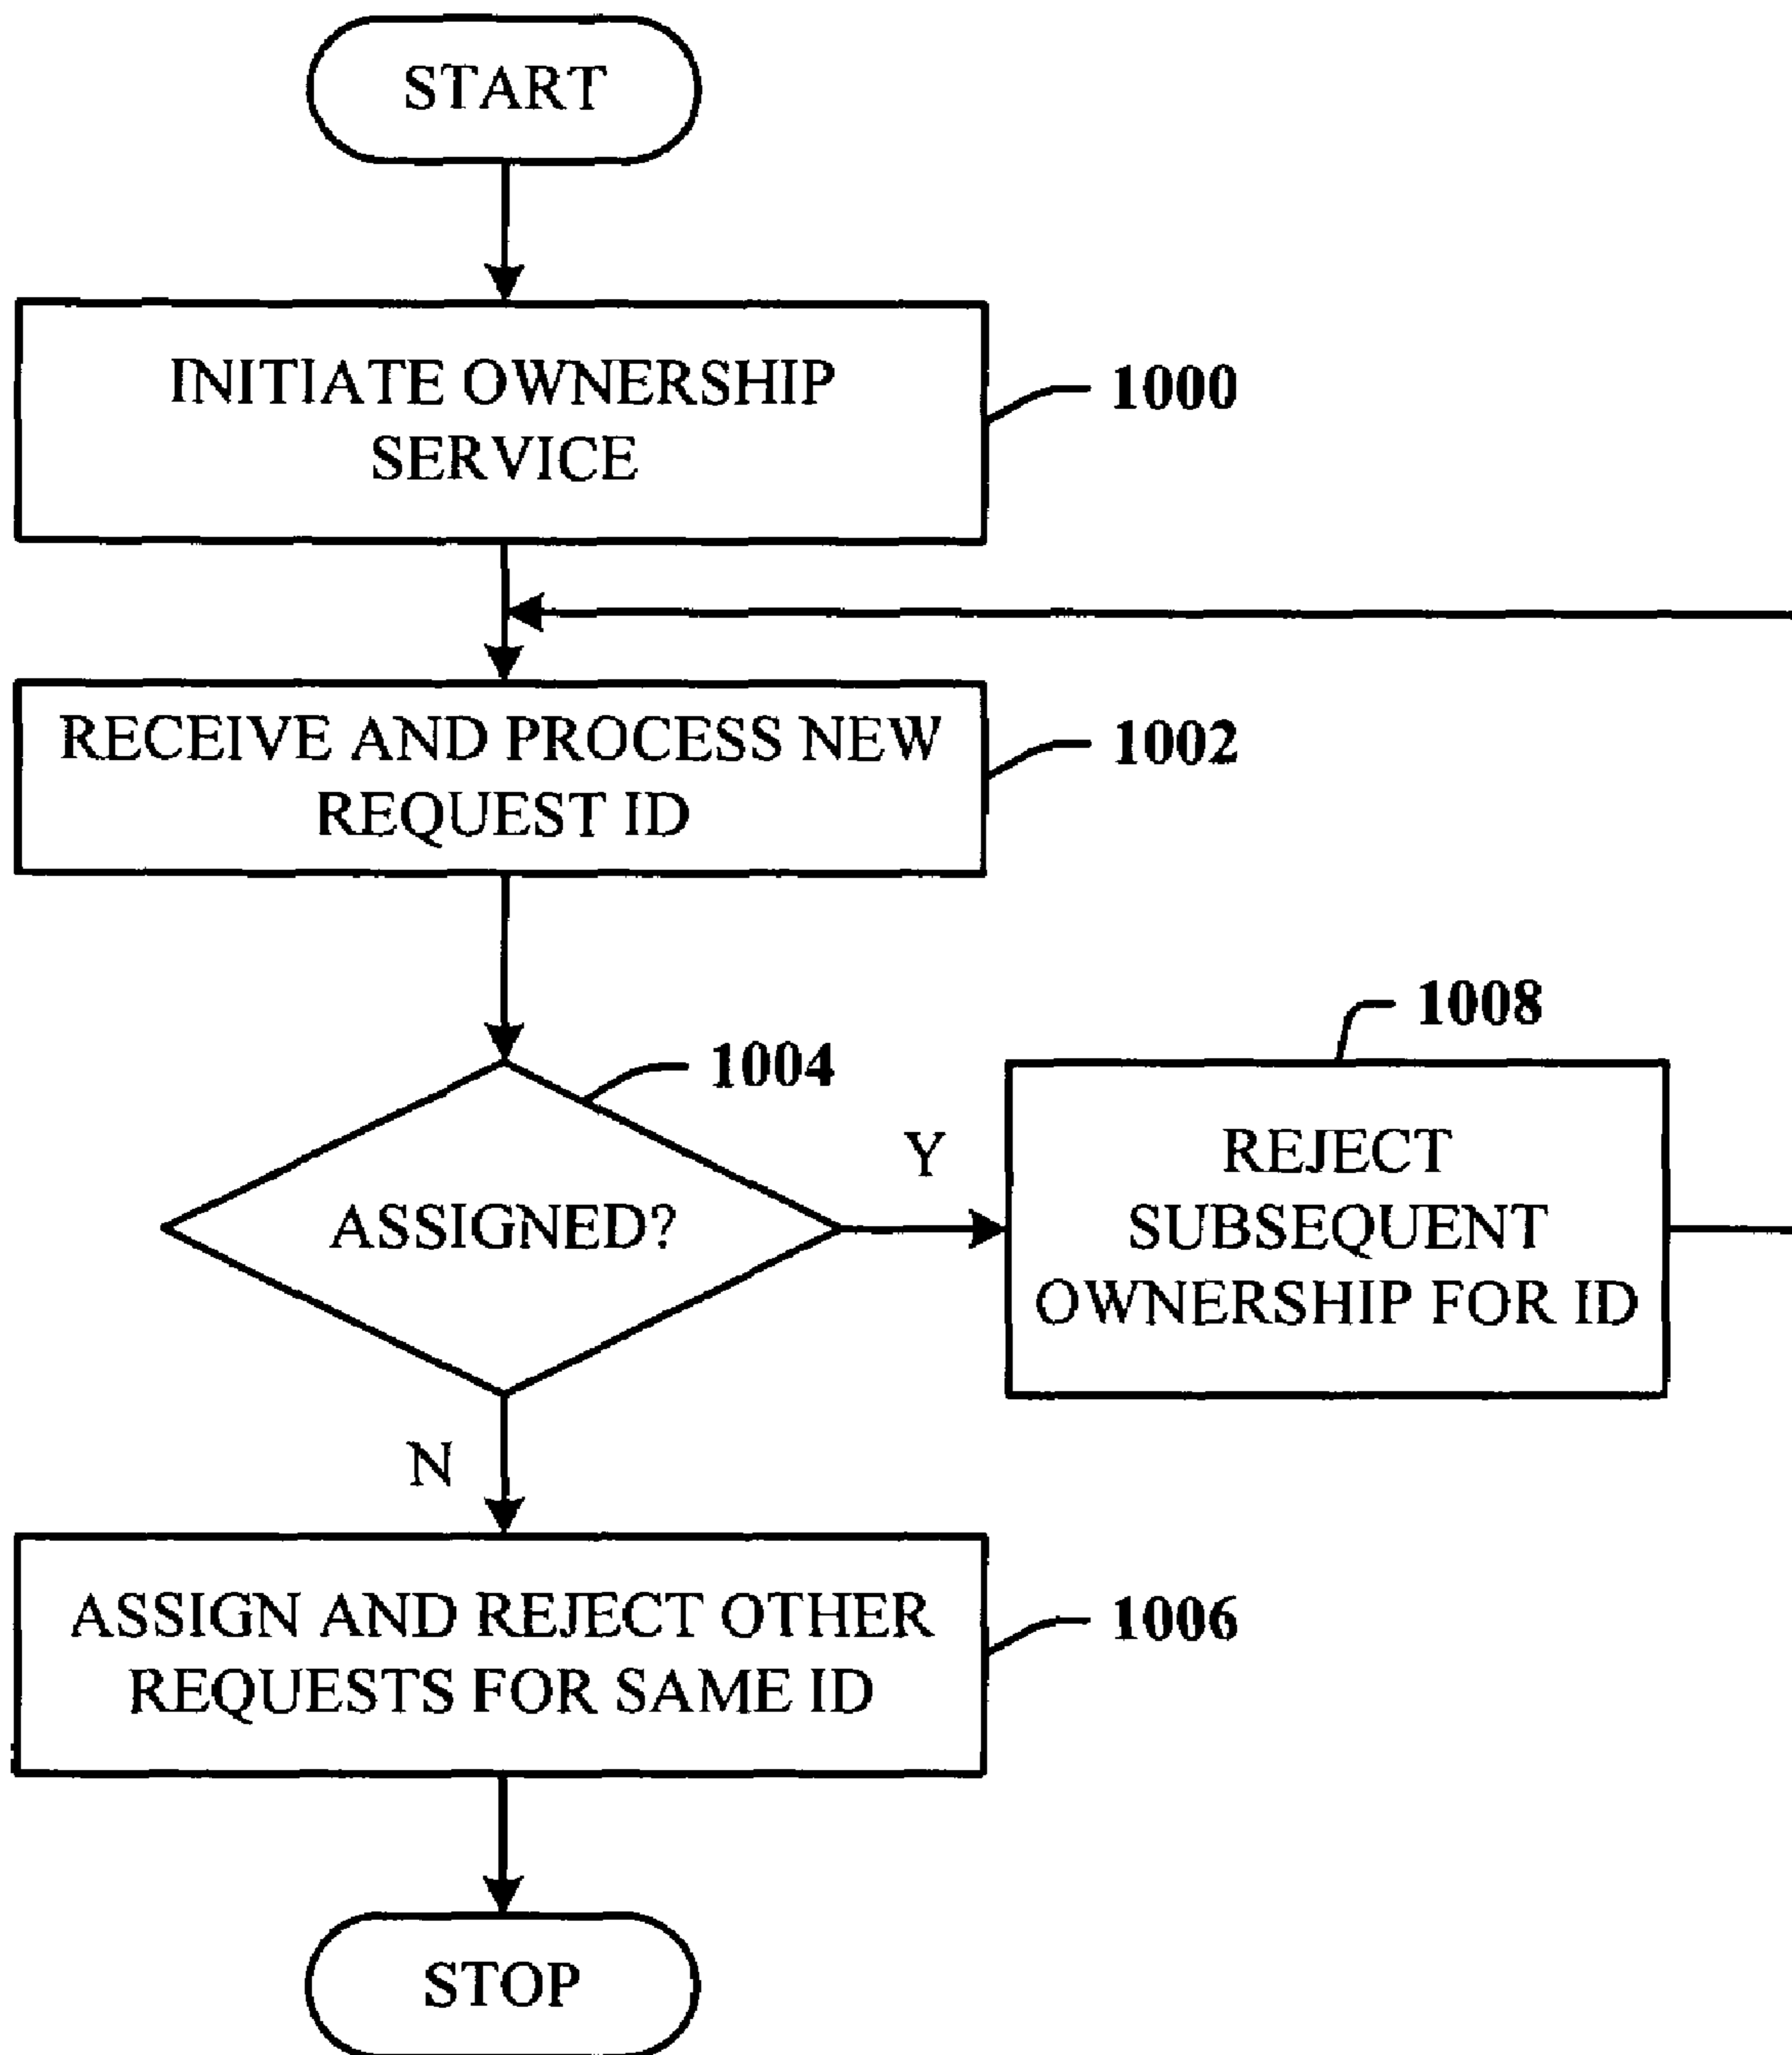 START
INITIATE OWNERSHIP
SERVICE
1000
RECEIVE AND PROCESS NEW
REQUEST ID
1002
1004
ASSIGNED?
Y
1008
REJECT
SUBSEQUENT
OWNERSHIP FOR ID
N
ASSIGN AND REJECT OTHER
REQUESTS FOR SAME ID
1006
STOP